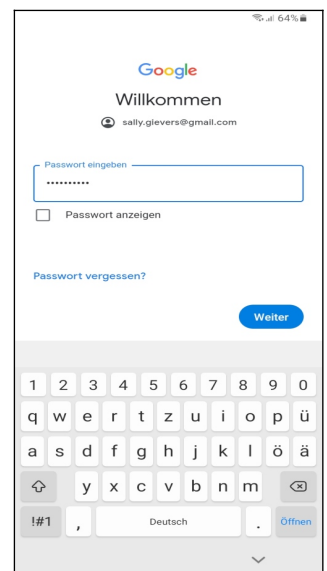 64%
Google
Willkommen
sally.gievers@gmail.com
Passwort eingeben
••••••••••
Passwort anzeigen
Passwort vergessen?
Weiter
1 2 3 4 5 6 7 8 9 0
q w e r t z u i o p ü
a s d f g h j k l ö ä
y x c v b n m
!#1 , Deutsch . Öffnen